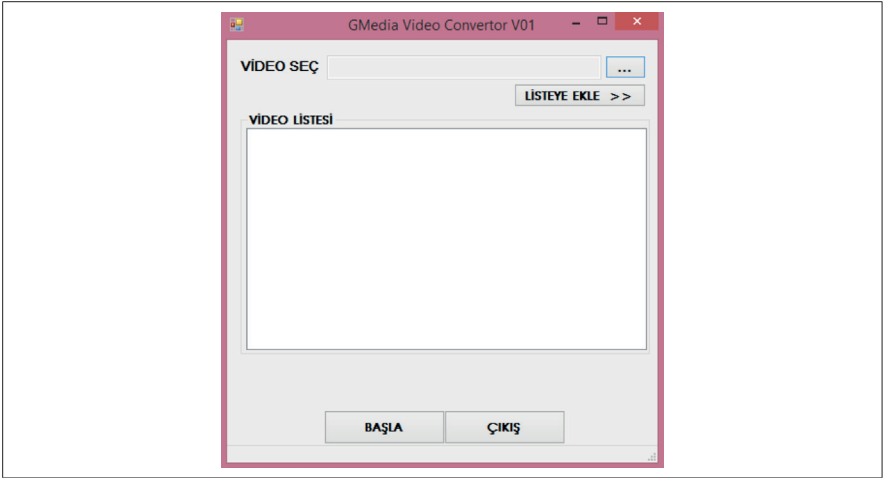 GMedia Video Convertor V01
VİDEO SEÇ ...
LİSTEYE EKLE >>
VİDEO LİSTESİ
BAŞLA ÇIKIŞ